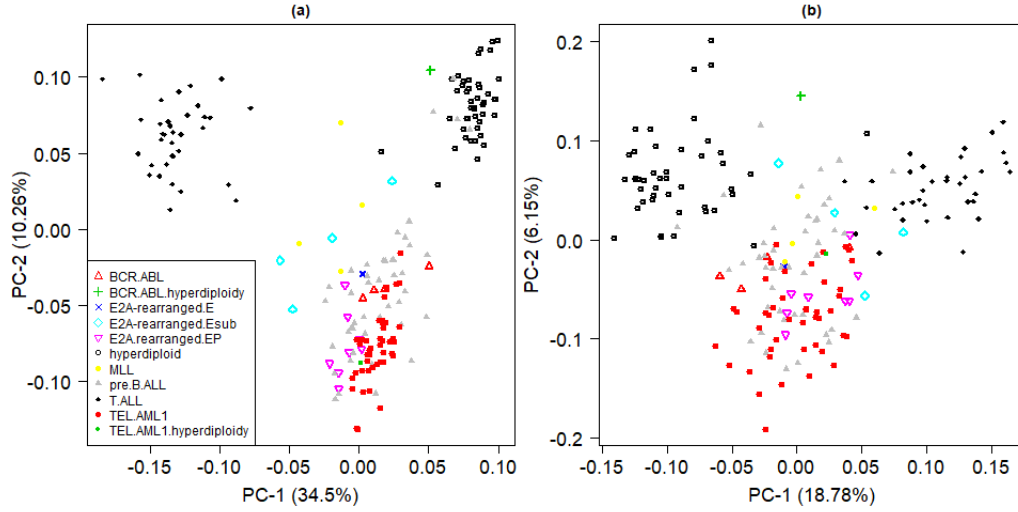 (a)
PC-2 (10.26%)
0.10
0.05
0.00
-0.05
-0.10
BCR.ABL
BCR.ABL.hyperdiploidy
E2A-rearranged.E
E2A-rearranged.Esub
E2A.rearranged.EP
hyperdiploid
MLL
pre.B.ALL
T.ALL
TEL.AML1
TEL.AML1.hyperdiploidy
-0.15 -0.10 -0.05 0.00 0.05 0.10
PC-1 (34.5%)
(b)
PC-2 (6.15%)
0.2
0.1
0.0
-0.1
-0.2
-0.15 -0.10 -0.05 0.00 0.05 0.10 0.15
PC-1 (18.78%)